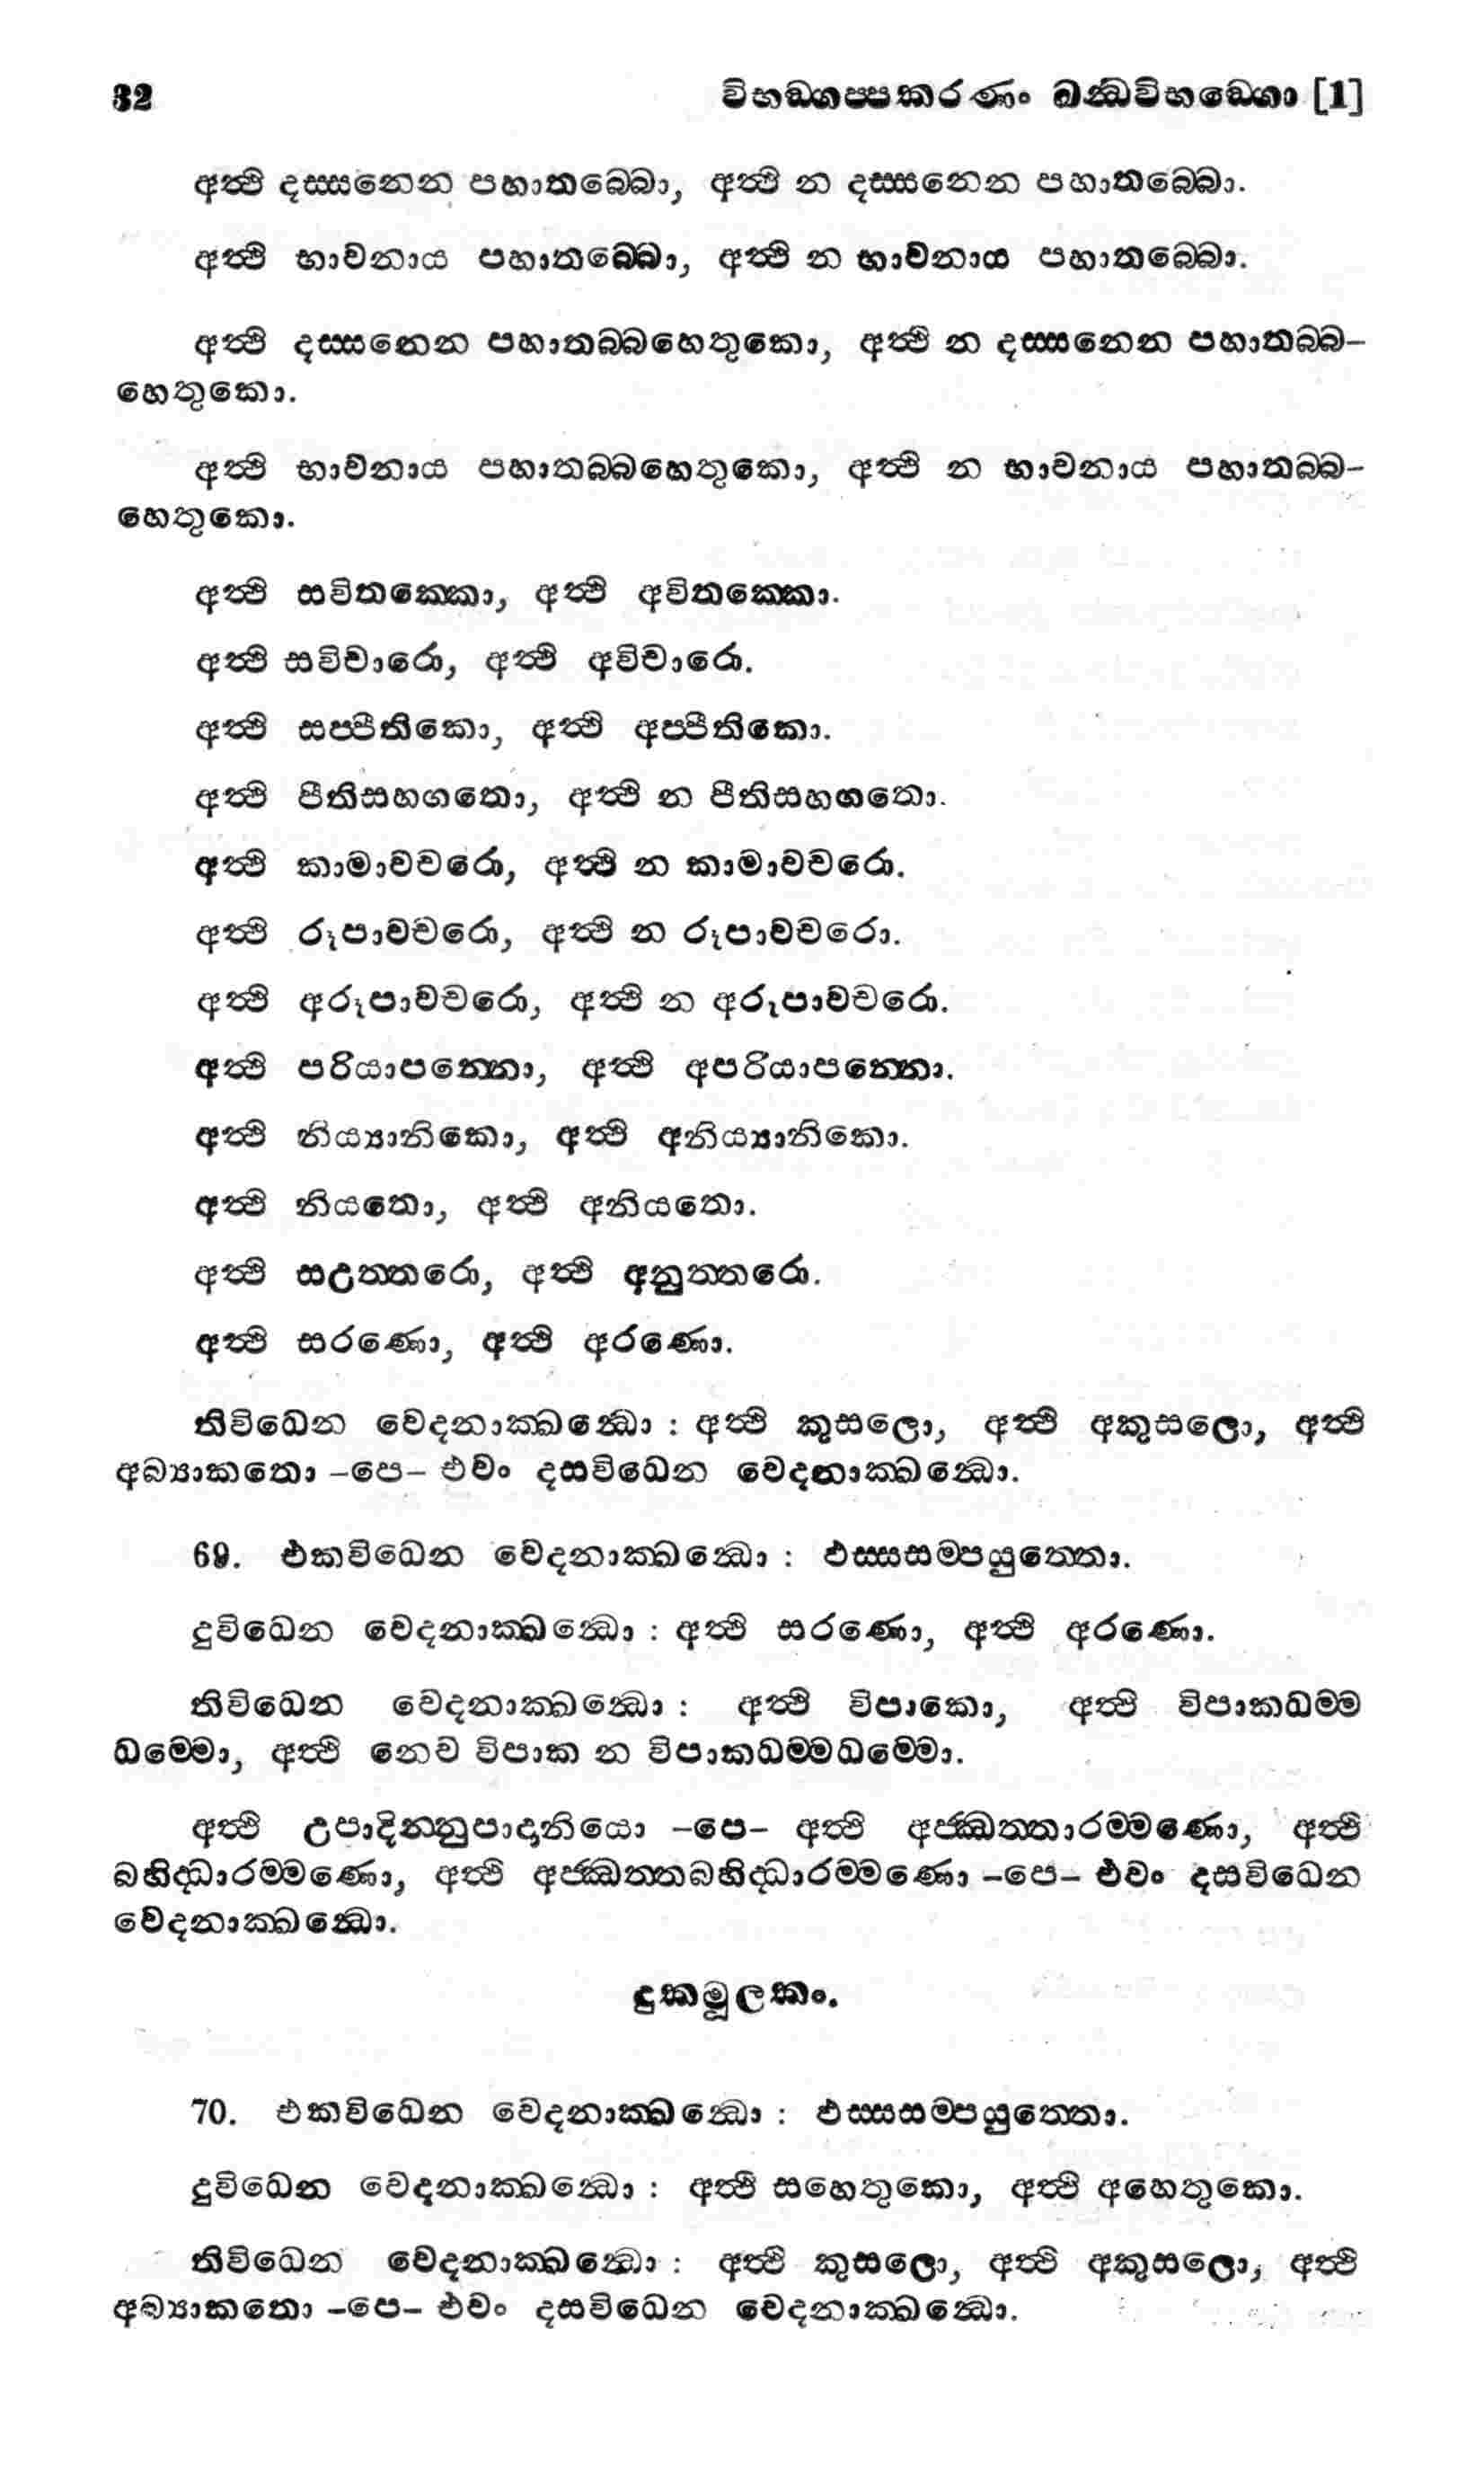 32 විභඞ්ගප්පකරණං ඛන්ධවිභඞ්ගො [1]
අත්ථි දස්සනෙන පහාතබ්බො, අත්ථි න දස්සනෙන පහාතබ්බො.
අත්ථි භාවනාය පහාතබ්බො, අත්ථි න භාවනාය පහාතබ්බො.
අත්ථි දස්සනෙන පහාතබ්බහෙතුකො, අත්ථි න දස්සනෙන පහාතබ්බ-
හෙතුකො.
අත්ථි භාවනාය පහාතබ්බහෙතුකො, අත්ථි න භාවනාය පහාතබ්බ-
හෙතුකො.
අත්ථි සවිතක්කො, අත්ථි අවිතක්කො.
අත්ථි සවිචාරො, අත්ථි අවිචාරො.
අත්ථි සප්පීතිකො, අත්ථි අප්පීතිකො.
අත්ථි පීතිසහගතො, අත්ථි න පීතිසහගතො.
අත්ථි කාමාවචරො, අත්ථි න කාමාවචරො.
අත්ථි රූපාවචරො, අත්ථි න රූපාවචරො.
අත්ථි අරූපාවචරො, අත්ථි න අරූපාවචරො.
අත්ථි පරියාපන්නො, අත්ථි අපරියාපන්නො.
අත්ථි නිය්‍යානිකො, අත්ථි අනිය්‍යානිකො.
අත්ථි නියතො, අත්ථි අනියතො.
අත්ථි සඋත්තරො, අත්ථි අනුත්තරො.
අත්ථි සරණො, අත්ථි අරණො.
තිවිධෙන වෙදනාක්ඛන්ධො : අත්ථි කුසලො, අත්ථි අකුසලො, අත්ථි
අබ්‍යාකතො -පෙ- එවං දසවිධෙන වෙදනාක්ඛන්ධො.
69. එකවිධෙන වෙදනාක්ඛන්ධො : ඵස්සසම්පයුත්තො.
දුවිධෙන වෙදනාක්ඛන්ධො : අත්ථි සරණො, අත්ථි අරණො.
තිවිධෙන වෙදනාක්ඛන්ධො : අත්ථි විපාකො, අත්ථි විපාකධම්ම
ධම්මො, අත්ථි නෙව විපාක න විපාකධම්මධම්මො.
අත්ථි උපාදින්නුපාදානියො -පෙ- අත්ථි අජ්ඣත්තාරම්මණො, අත්ථි
බහිද්ධාරම්මණො, අත්ථි අජ්ඣත්තබහිද්ධාරම්මණො -පෙ- එවං දසවිධෙන
වෙදනාක්ඛන්ධො.
දුකමූලකං.
70. එකවිධෙන වෙදනාක්ඛන්ධො : ඵස්සසම්පයුත්තො.
දුවිධෙන වෙදනාක්ඛන්ධො : අත්ථි සහෙතුකො, අත්ථි අහෙතුකො.
තිවිධෙන වෙදනාක්ඛන්ධො : අත්ථි කුසලො, අත්ථි අකුසලො, අත්ථි
අබ්‍යාකතො -පෙ- එවං දසවිධෙන වෙදනාක්ඛන්ධො.